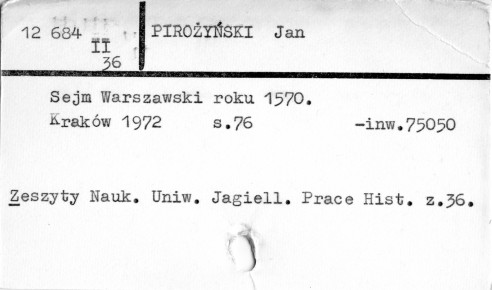 12 684
II
36
PIROŻYŃSKI Jan
Sejm Warszawski roku 1570.
Kraków 1972 s.76 -inw.75050
Zeszyty Nauk. Uniw. Jagiell. Prace Hist. z.36.